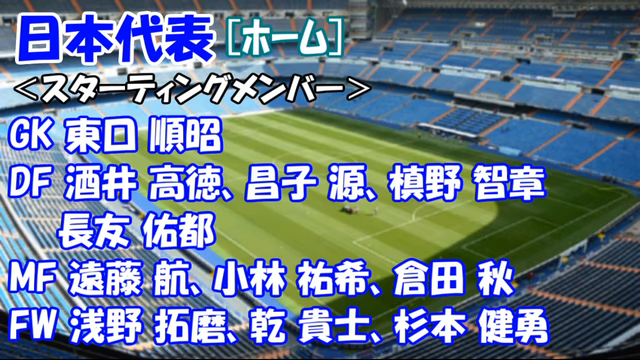 日本代表 [ホーム]
＜スターティングメンバー＞
GK 東口 順昭
DF 酒井 高徳、昌子 源、槙野 智章
長友 佑都
MF 遠藤 航、小林 祐希、倉田 秋
FW 浅野 拓磨、乾 貴士、杉本 健勇